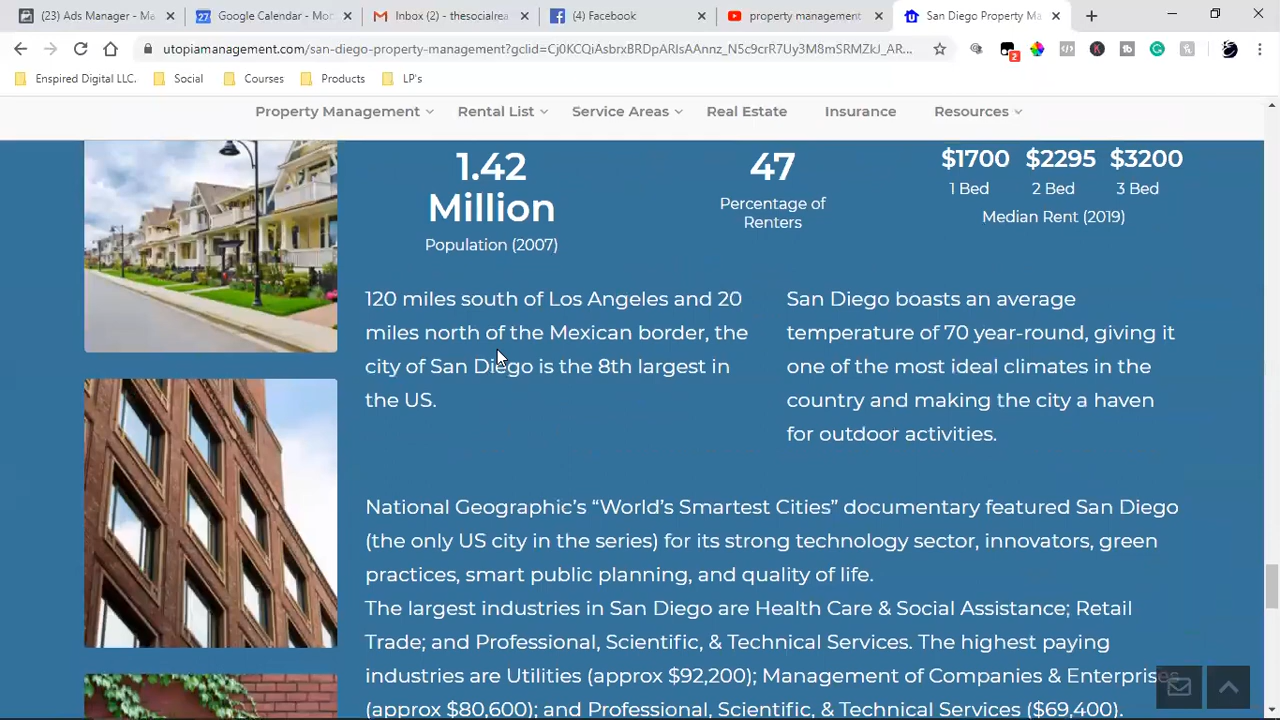 (23) Ads Manager - M
Google Calendar - Mo
Inbox (2) - thesocialrea
(4) Facebook
property management
San Diego Property Ma
utopiamanagement.com/san-diego-property-management?gclid=
2
Enspired Digital LLC.
Social
Courses
Products
LP's
Property Management
Rental List
Service Areas
Real Estate
Insurance
Resources
1.42
Million
Population (2007)
47
Percentage of
Renters
$1700 $2295 $3200
1 Bed 2 Bed 3 Bed
Median Rent (2019)
120 miles south of Los Angeles and 20
miles north of the Mexican border, the
city of San Diego is the 8th largest in
the US.
San Diego boasts an average
temperature of 70 year-round, giving it
one of the most ideal climates in the
country and making the city a haven
for outdoor activities.
National Geographic’s “World’s Smartest Cities” documentary featured San Diego
(the only US city in the series) for its strong technology sector, innovators, green
practices, smart public planning, and quality of life.
The largest industries in San Diego are Health Care & Social Assistance; Retail
Trade; and Professional, Scientific, & Technical Services. The highest paying
industries are Utilities (approx $92,200); Management of Companies & Enterprises
(approx $80,600); and Professional, Scientific, & Technical Services ($69,400).